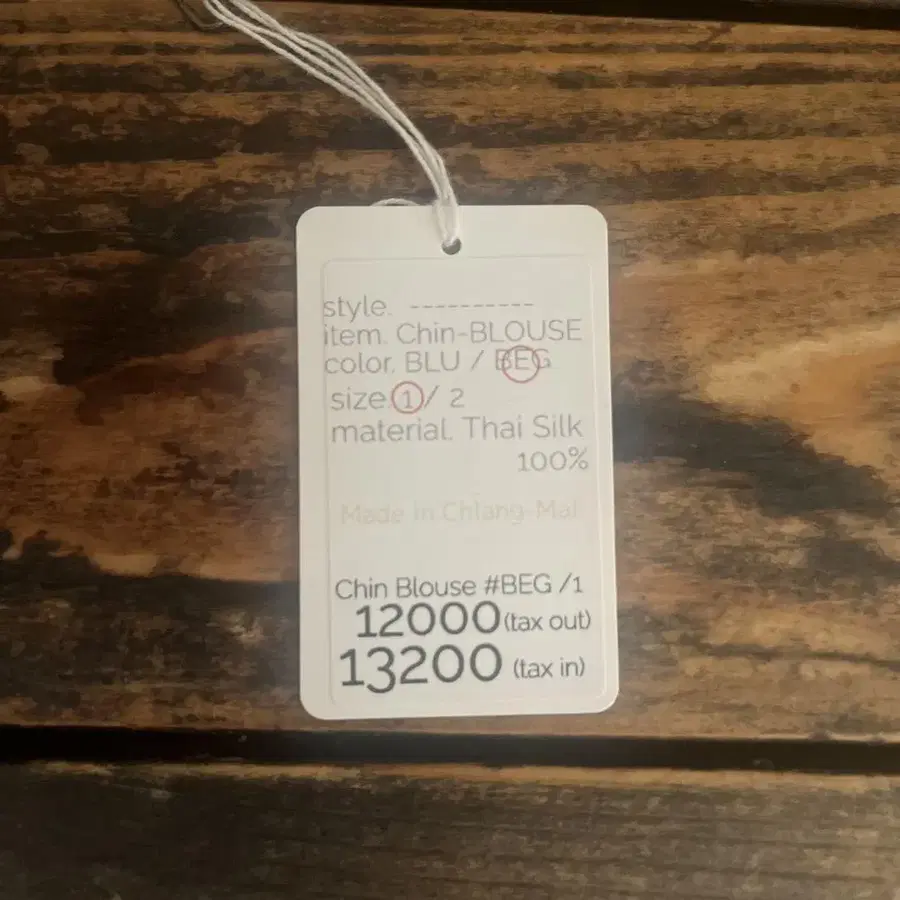 style. ----------
item. Chin-BLOUSE
color. BLU / BEG
size. 1 / 2
material. Thai Silk
100%
Made in Chiang-Mai
Chin Blouse #BEG /1
12000 (tax out)
13200 (tax in)